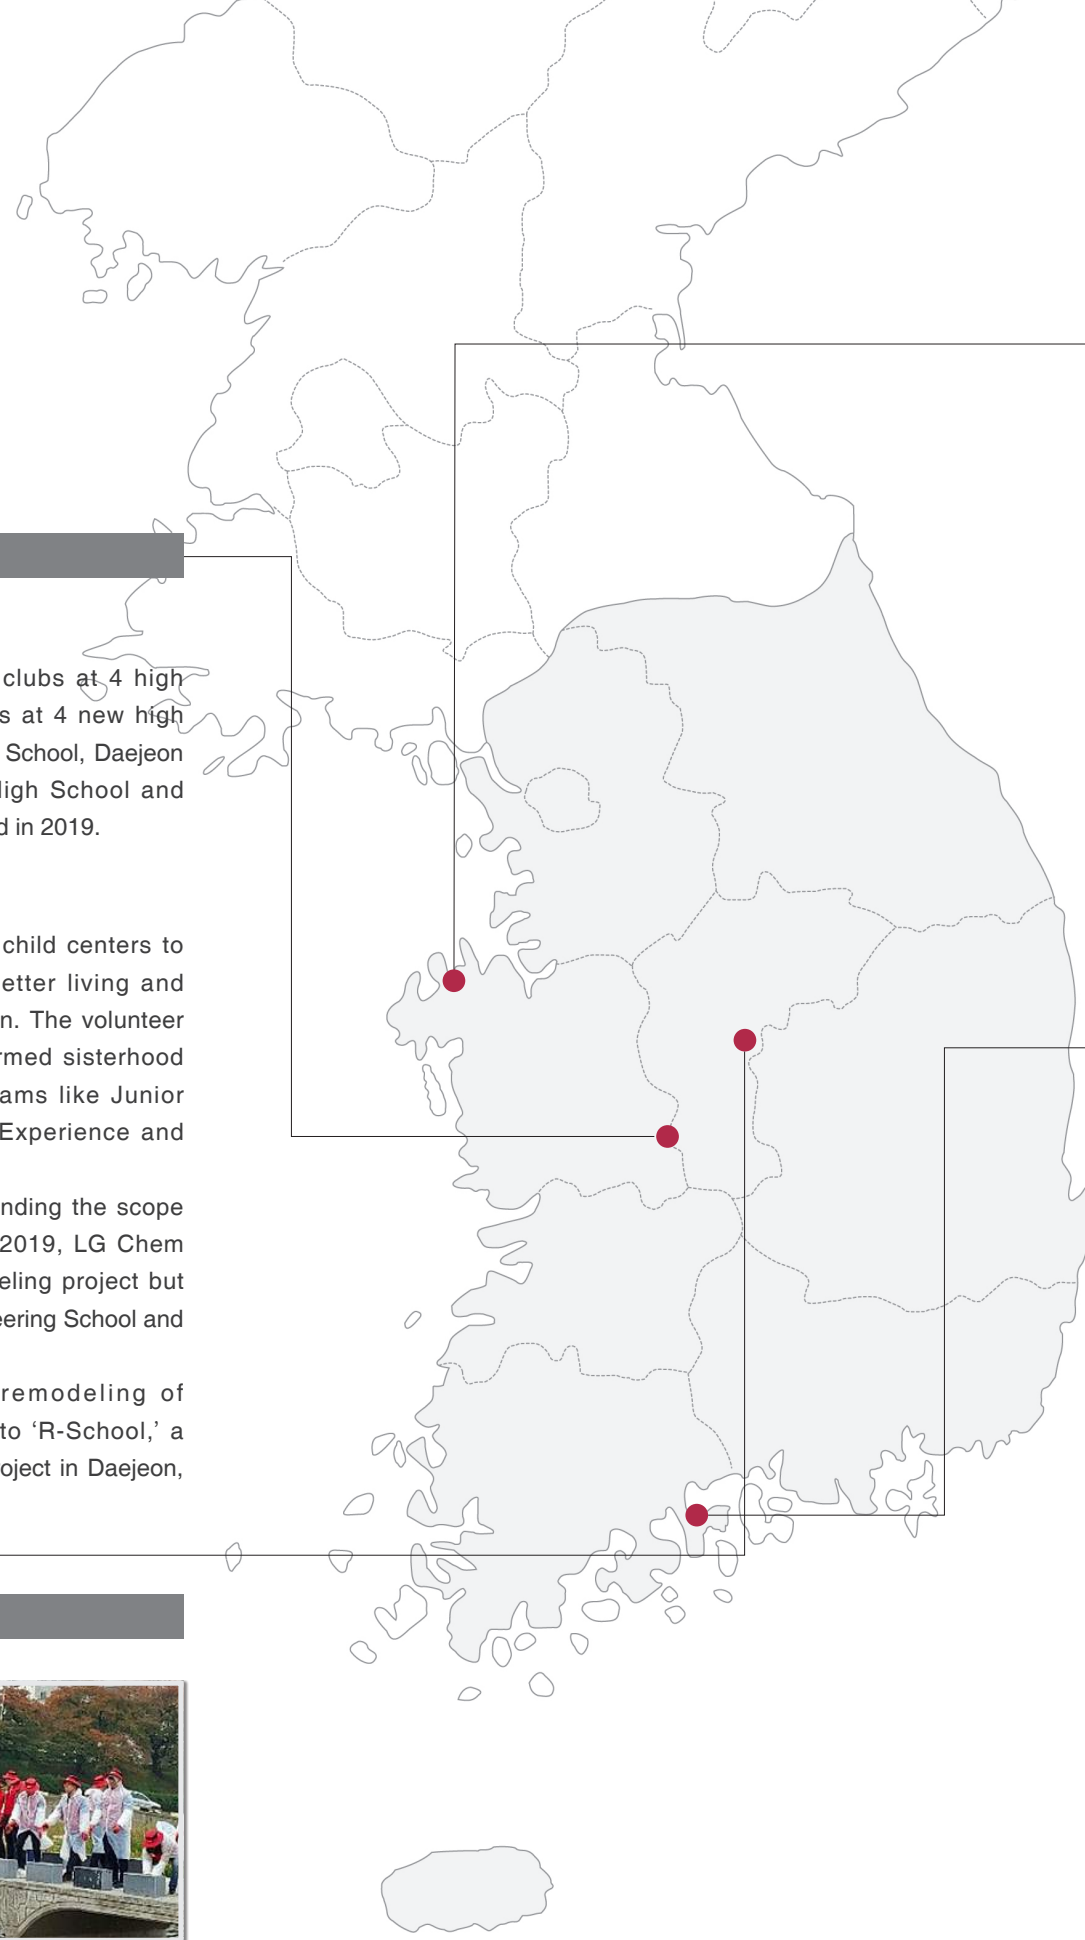 clubs at 4 high
s at 4 new high
School, Daejeon
High School and
d in 2019.
child centers to
etter living and
n. The volunteer
rmed sisterhood
ams like Junior
Experience and
nding the scope
2019, LG Chem
eling project but
eering School and
remodeling of
to ‘R-School,’ a
oject in Daejeon,